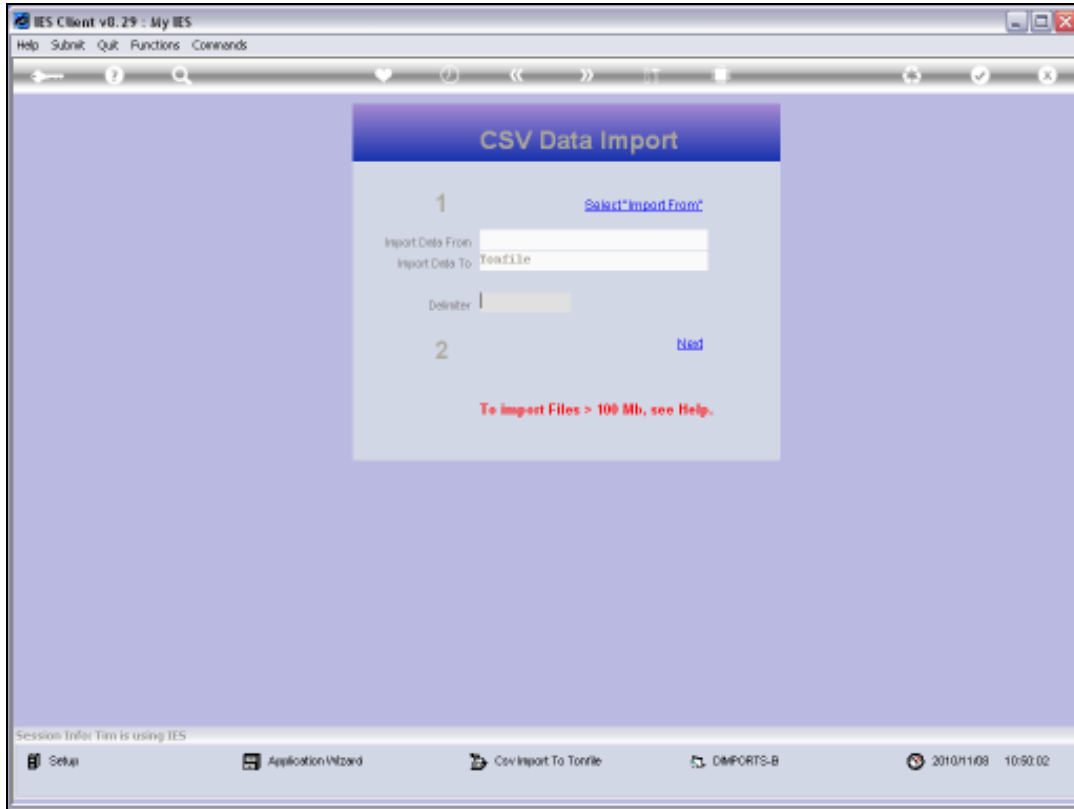 IES Client v8.29 : My IES
Help Submit Quit Functions Commands
CSV Data Import
1
Select "Import From"
Import Data From
Import Data To Tonfile
Delimiter
2
Next
To import Files > 100 Mb, see Help.
Session Info: Tim is using IES
Setup Application Wizard Csv Import To Tonfile DIMPORTS-B 2010/11/08 10:50:02